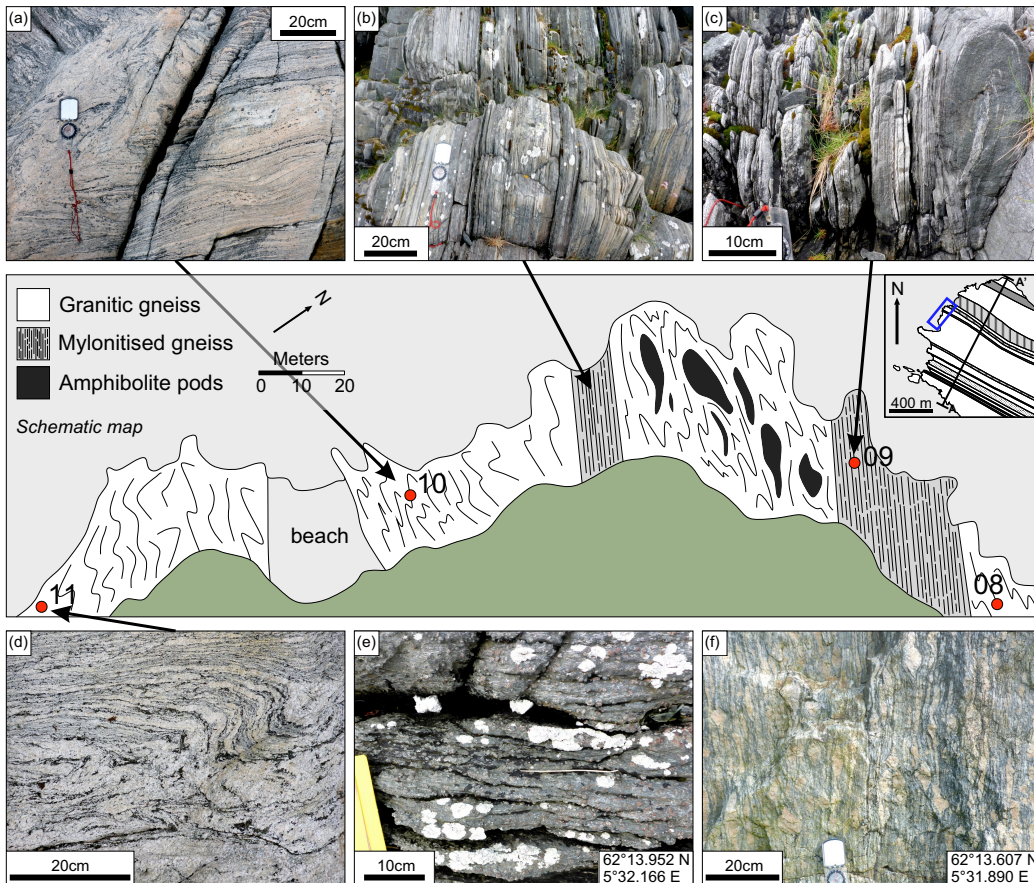 (a)
20cm
(b)
20cm
(c)
10cm
Granitic gneiss
Mylonitised gneiss
Amphibolite pods
N
Meters
0 10 20
Schematic map
N
A'
A
400 m
10
09
beach
11
08
(d)
20cm
(e)
10cm
62°13.952 N
5°32.166 E
(f)
20cm
62°13.607 N
5°31.890 E